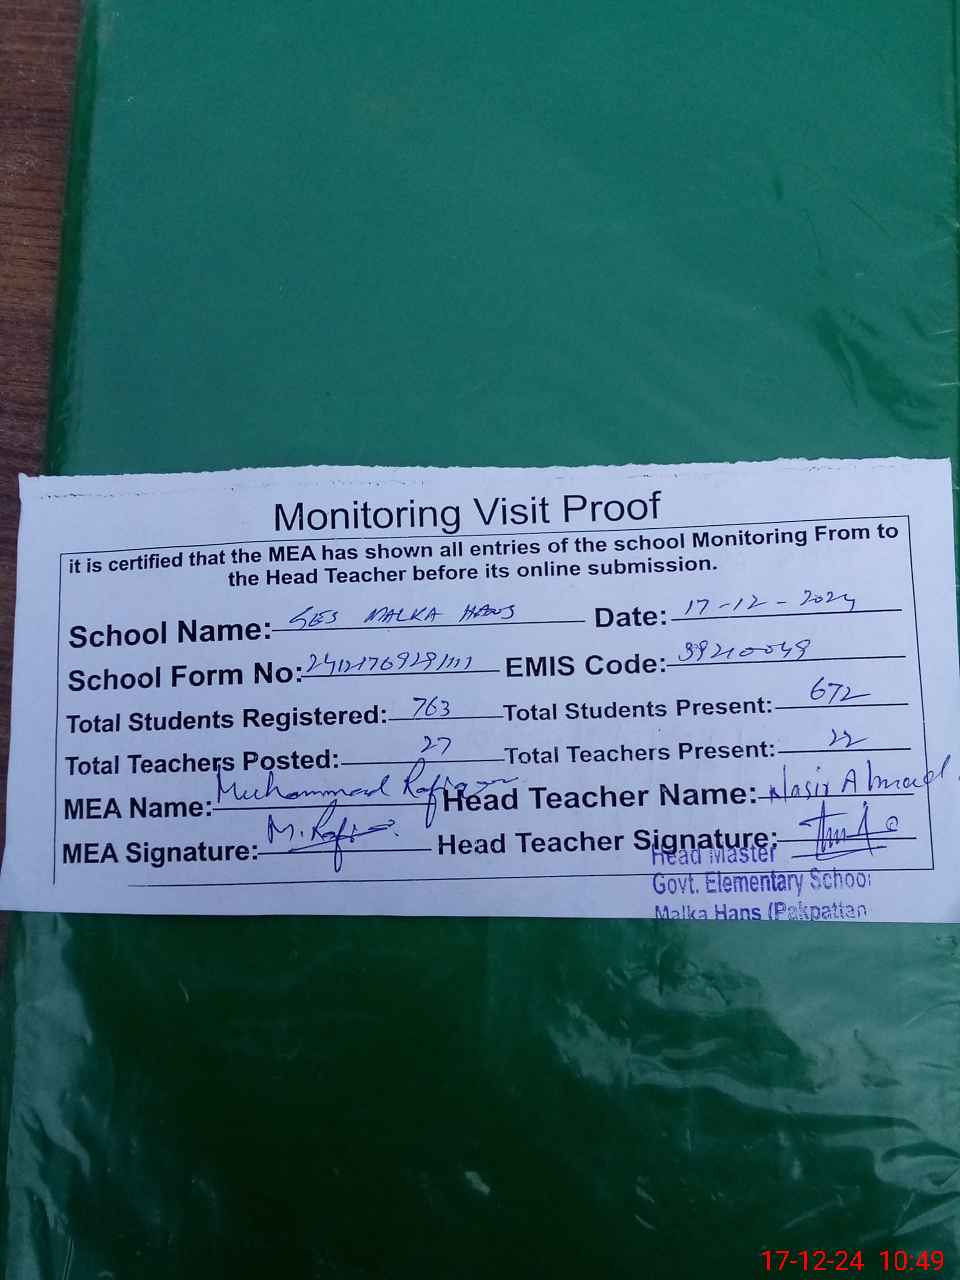 Monitoring Visit Proof
it is certified that the MEA has shown all entries of the school Monitoring From to
the Head Teacher before its online submission.
School Name: GES MALKA HANS Date: 17-12-2024
School Form No: EMIS Code: 39210049
Total Students Registered: 763 Total Students Present: 672
Total Teachers Posted: 27 Total Teachers Present: 22
MEA Name: Muhammad Head Teacher Name: Nasir Ahmad
MEA Signature: Head Teacher Signature:
Head Master
Govt. Elementary School
Malka Hans (Pakpattan
17-12-24 10:49